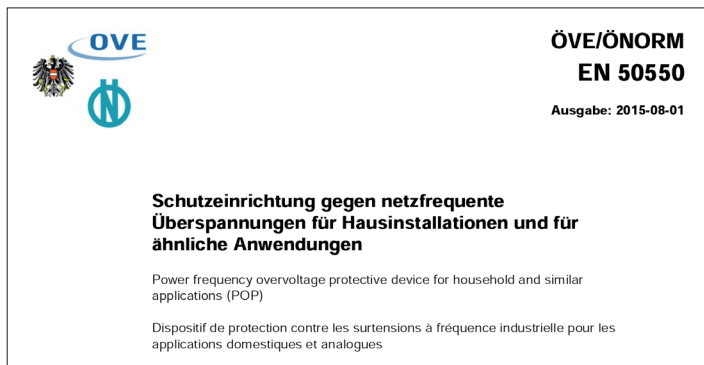 OVE
ÖVE/ÖNORM
EN 50550
Ausgabe: 2015-08-01
Schutzeinrichtung gegen netzfrequente
Überspannungen für Hausinstallationen und für
ähnliche Anwendungen
Power frequency overvoltage protective device for household and similar
applications (POP)
Dispositif de protection contre les surtensions à fréquence industrielle pour les
applications domestiques et analogues